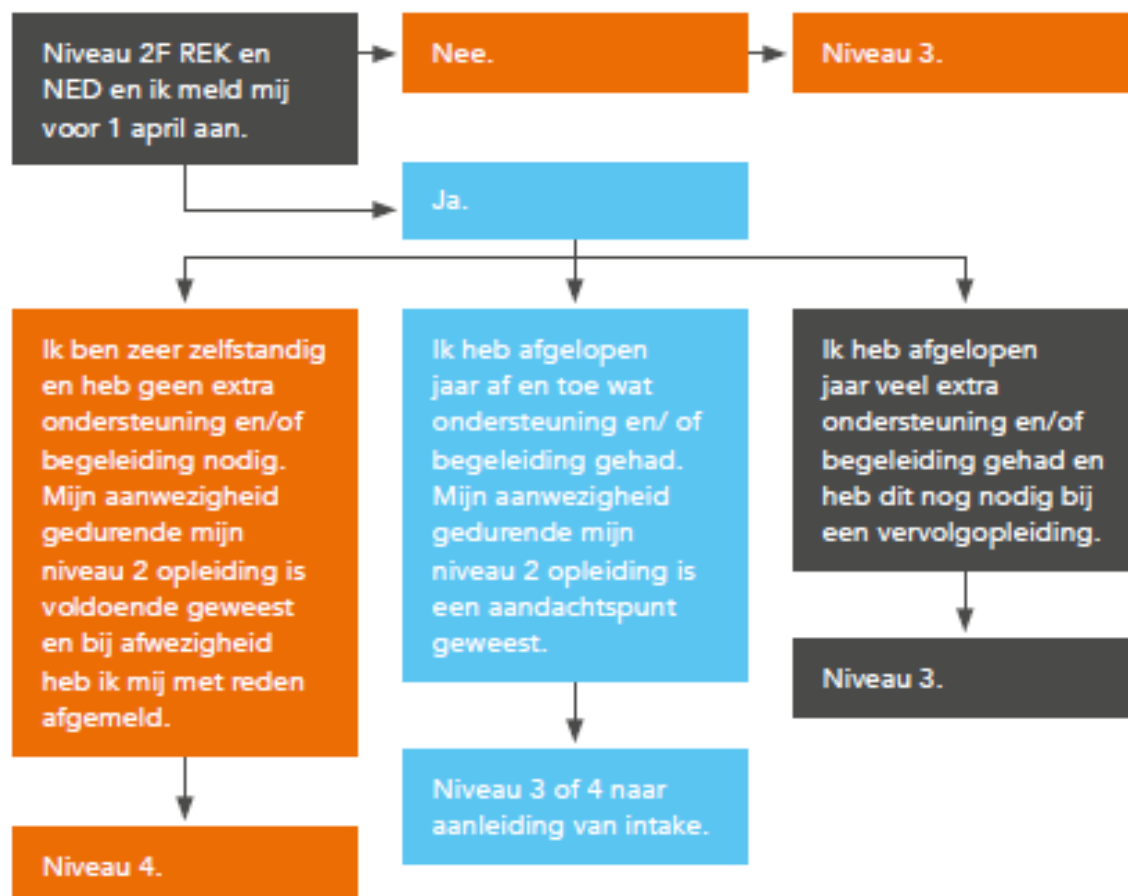 Niveau 2F REK en
NED en ik meld mij
voor 1 april aan.
Nee.
Niveau 3.
Ja.
Ik ben zeer zelfstandig
en heb geen extra
ondersteuning en/of
begeleiding nodig.
Mijn aanwezigheid
gedurende mijn
niveau 2 opleiding is
voldoende geweest
en bij afwezigheid
heb ik mij met reden
afgemeld.
Niveau 4.
Ik heb afgelopen
jaar af en toe wat
ondersteuning en/ of
begeleiding gehad.
Mijn aanwezigheid
gedurende mijn
niveau 2 opleiding is
een aandachtspunt
geweest.
Niveau 3 of 4 naar
aanleiding van intake.
Ik heb afgelopen
jaar veel extra
ondersteuning en/of
begeleiding gehad en
heb dit nog nodig bij
een vervolgopleiding.
Niveau 3.